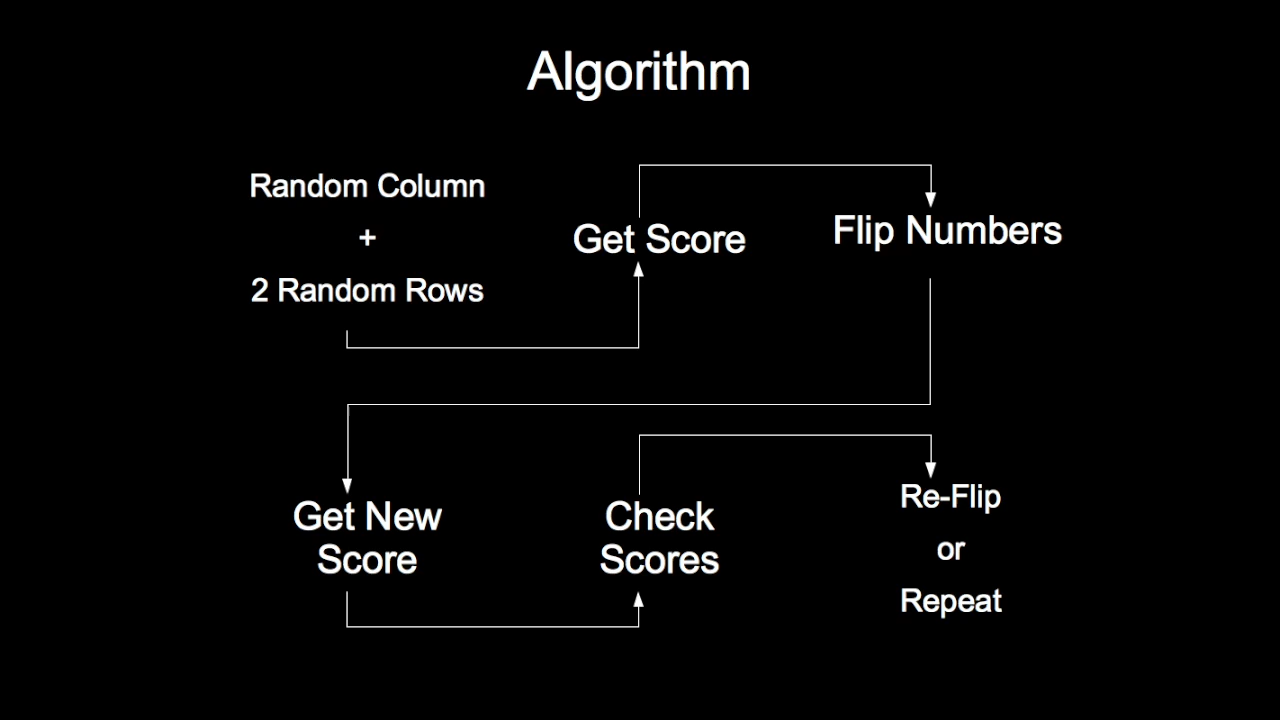 Algorithm
Random Column
+
2 Random Rows
Get Score
Flip Numbers
Get New
Score
Check
Scores
Re-Flip
or
Repeat